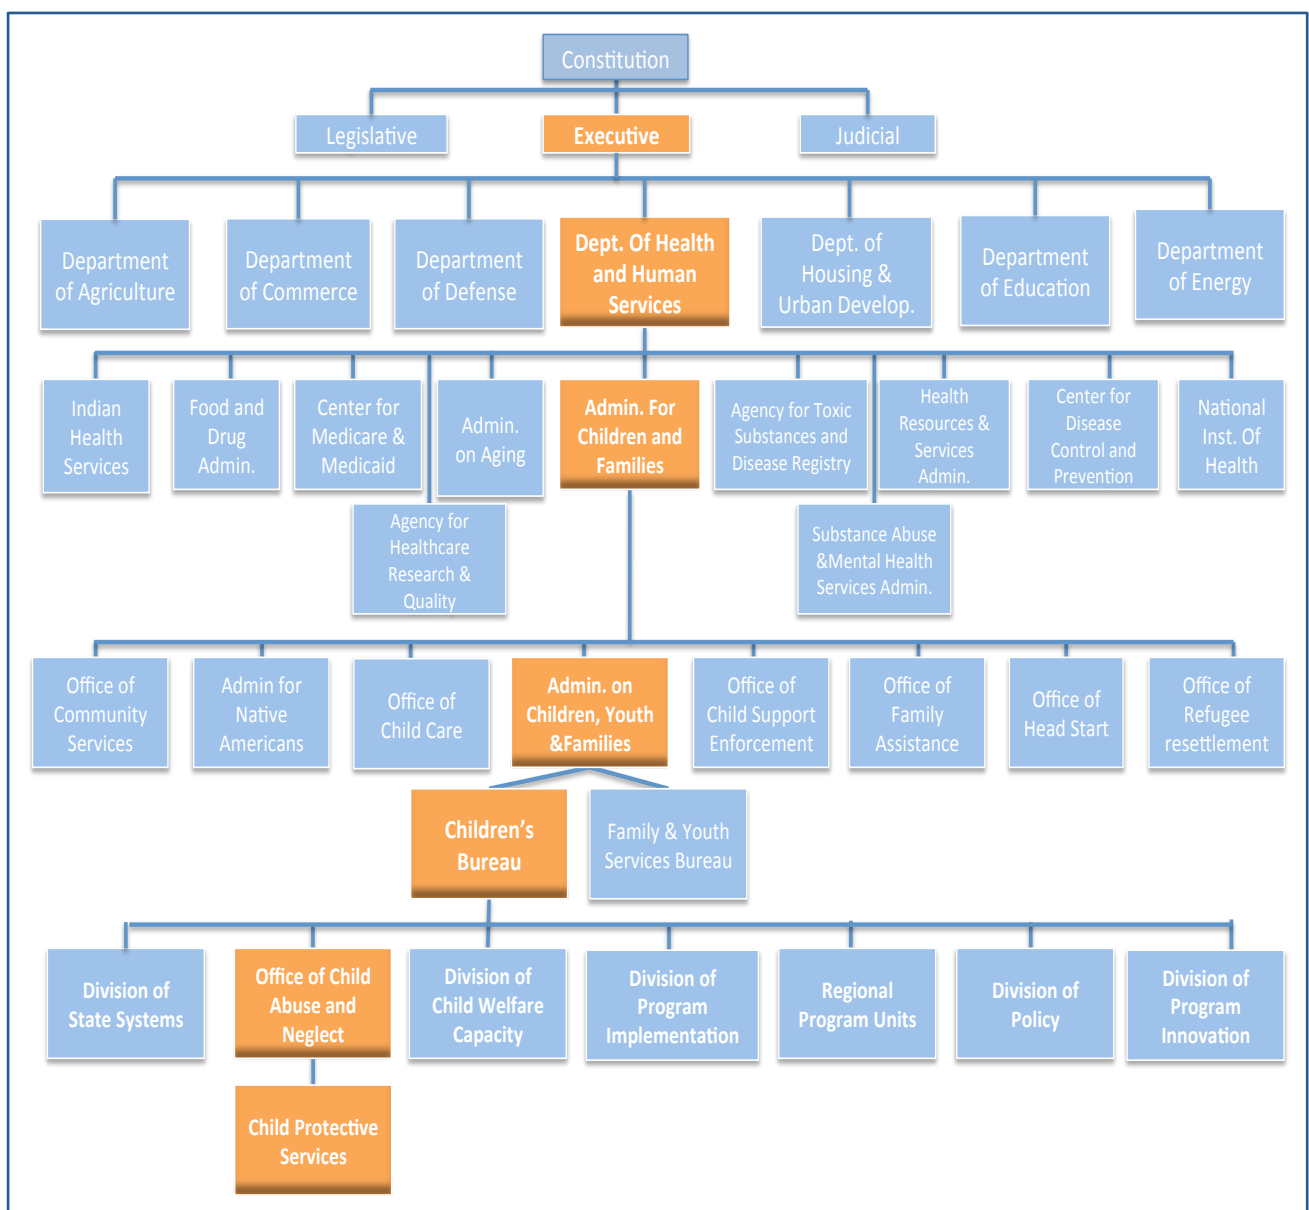 Constitution
Legislative
Executive
Judicial
Department
of Agriculture
Department
of Commerce
Department
of Defense
Dept. Of Health
and Human
Services
Dept. of
Housing &
Urban Develop.
Department
of Education
Department
of Energy
Indian
Health
Services
Food and
Drug
Admin.
Center for
Medicare &
Medicaid
Admin.
on Aging
Admin. For
Children and
Families
Agency for Toxic
Substances and
Disease Registry
Health
Resources &
Services
Admin.
Center for
Disease
Control and
Prevention
National
Inst. Of
Health
Agency for
Healthcare
Research &
Quality
Substance Abuse
&Mental Health
Services Admin.
Office of
Community
Services
Admin for
Native
Americans
Office of
Child Care
Admin. on
Children, Youth
&Families
Office of
Child Support
Enforcement
Office of
Family
Assistance
Office of
Head Start
Office of
Refugee
resettlement
Children’s
Bureau
Family & Youth
Services Bureau
Division of
State Systems
Office of Child
Abuse and
Neglect
Division of
Child Welfare
Capacity
Division of
Program
Implementation
Regional
Program Units
Division of
Policy
Division of
Program
Innovation
Child Protective
Services